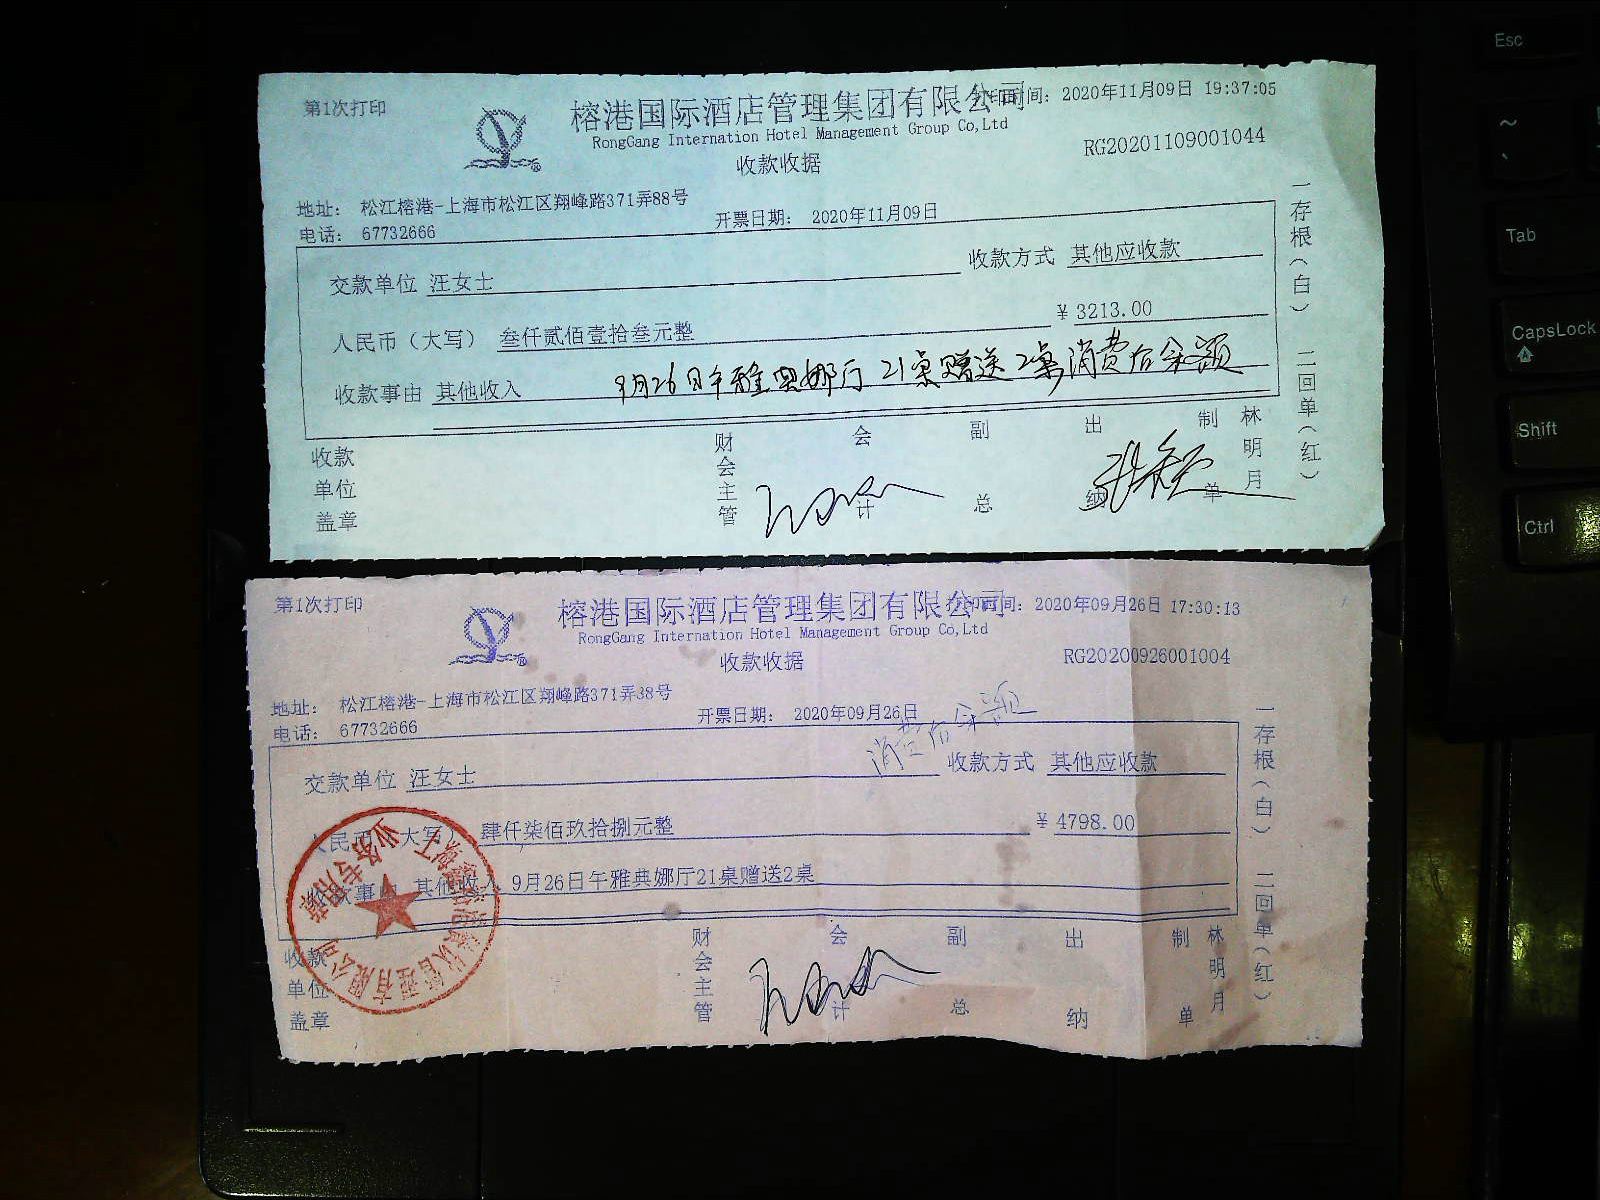 第1次打印
榕港国际酒店管理集团有限公司
打印时间: 2020年11月09日 19:37:05
RongGang Internation Hotel Management Group Co,Ltd
RG20201109001044
收款收据
地址: 松江榕港-上海市松江区翔峰路371弄88号
电话: 67732666
开票日期: 2020年11月09日
交款单位 汪女士
收款方式 其他应收款
人民币(大写) 叁仟贰佰壹拾叁元整
¥ 3213.00
收款事由 其他收入 9月26日午雅典娜厅21桌赠送2桌消费后余额
收款单位盖章
财会主管
会计
副总
出纳
制单
林明月
一存根(白)
二回单(红)
第1次打印
榕港国际酒店管理集团有限公司
打印时间: 2020年09月26日 17:30:13
RongGang Internation Hotel Management Group Co,Ltd
RG20200926001004
收款收据
地址: 松江榕港-上海市松江区翔峰路371弄38号
电话: 67732666
开票日期: 2020年09月26日
消费后余额
交款单位 汪女士
收款方式 其他应收款
人民币(大写) 肆仟柒佰玖拾捌元整
¥ 4798.00
收款事由 其他收入 9月26日午雅典娜厅21桌赠送2桌
收款单位盖章
财会主管
会计
副总
出纳
制单
林明月
一存根(白)
二回单(红)
业务专用章
Esc
~
Tab
CapsLock
Shift
Ctrl